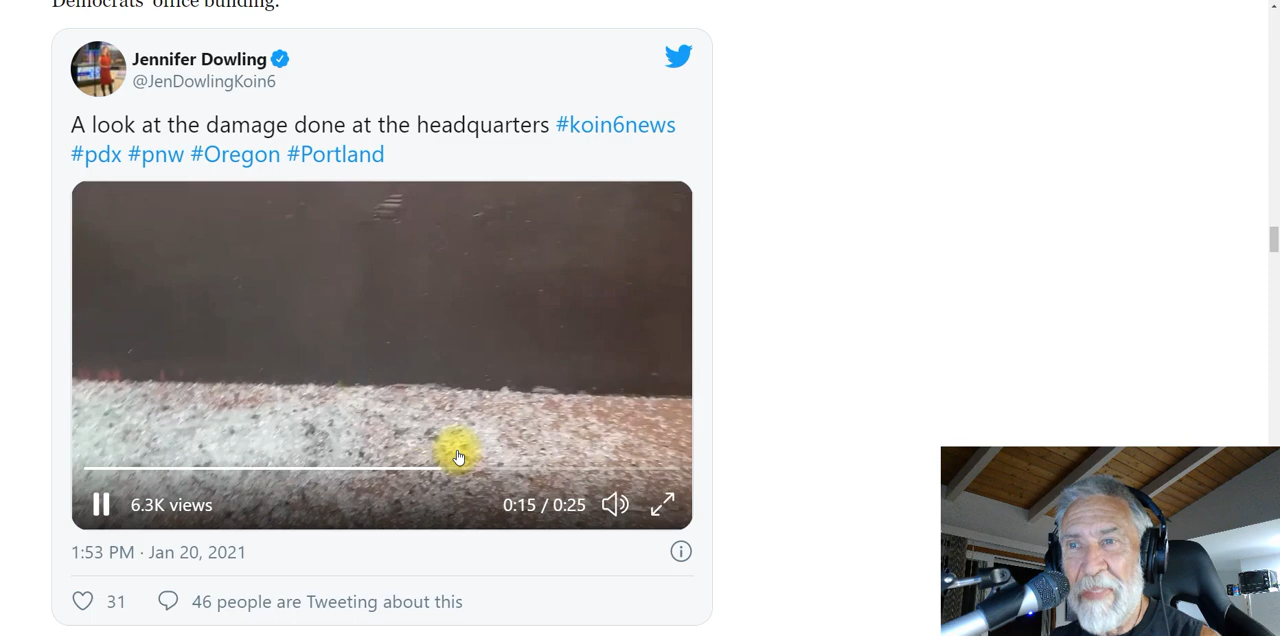 Democrats' office building.
Jennifer Dowling
@JenDowlingKoin6
A look at the damage done at the headquarters #koin6news
#pdx #pnw #Oregon #Portland
6.3K views
0:15 / 0:25
1:53 PM · Jan 20, 2021
31
46 people are Tweeting about this